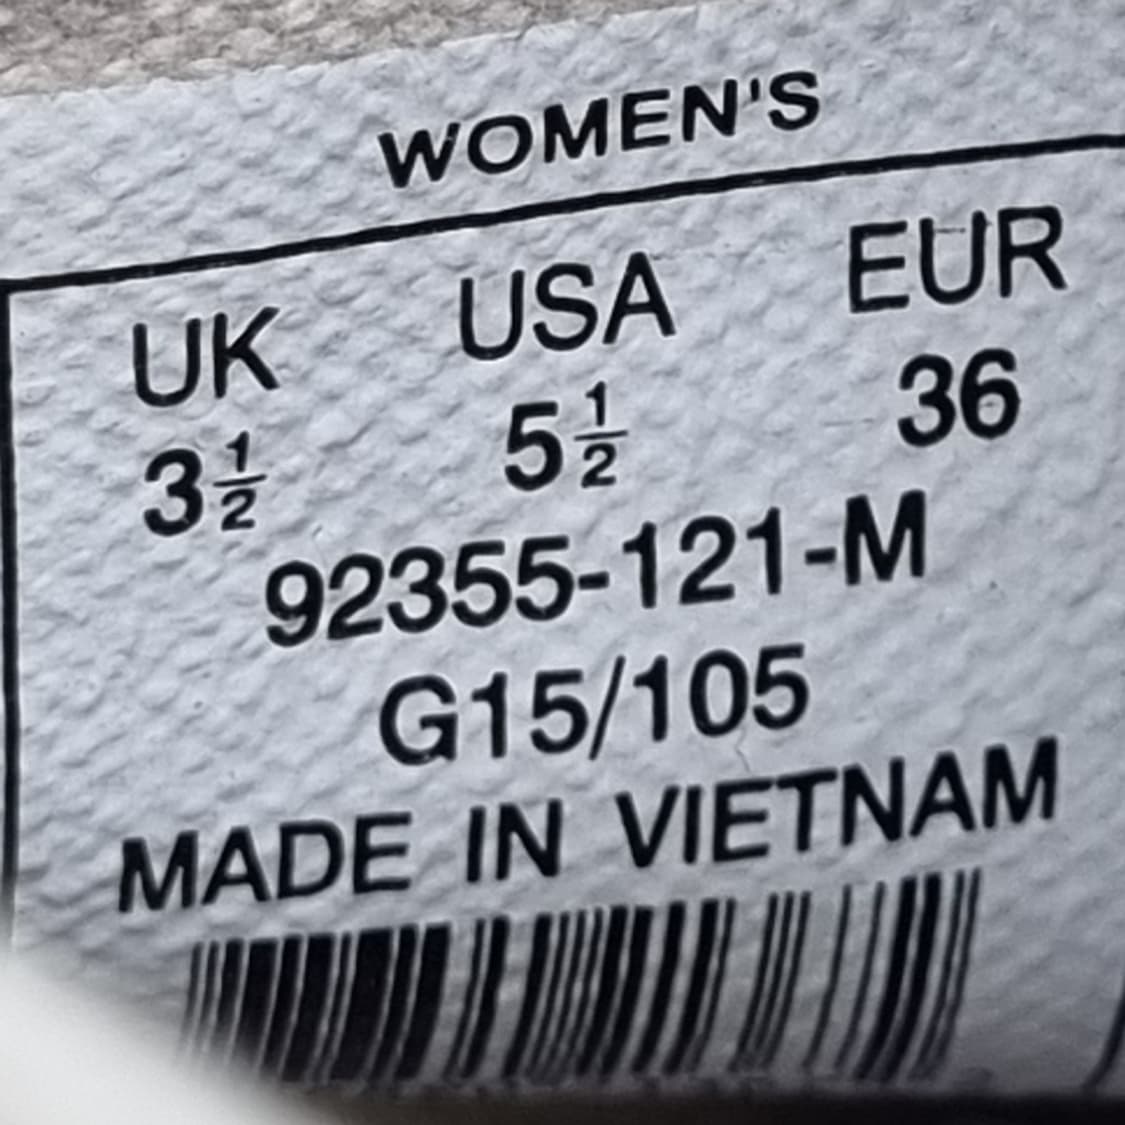 WOMEN'S
UK USA EUR
3½ 5½ 36
92355-121-M
G15/105
MADE IN VIETNAM